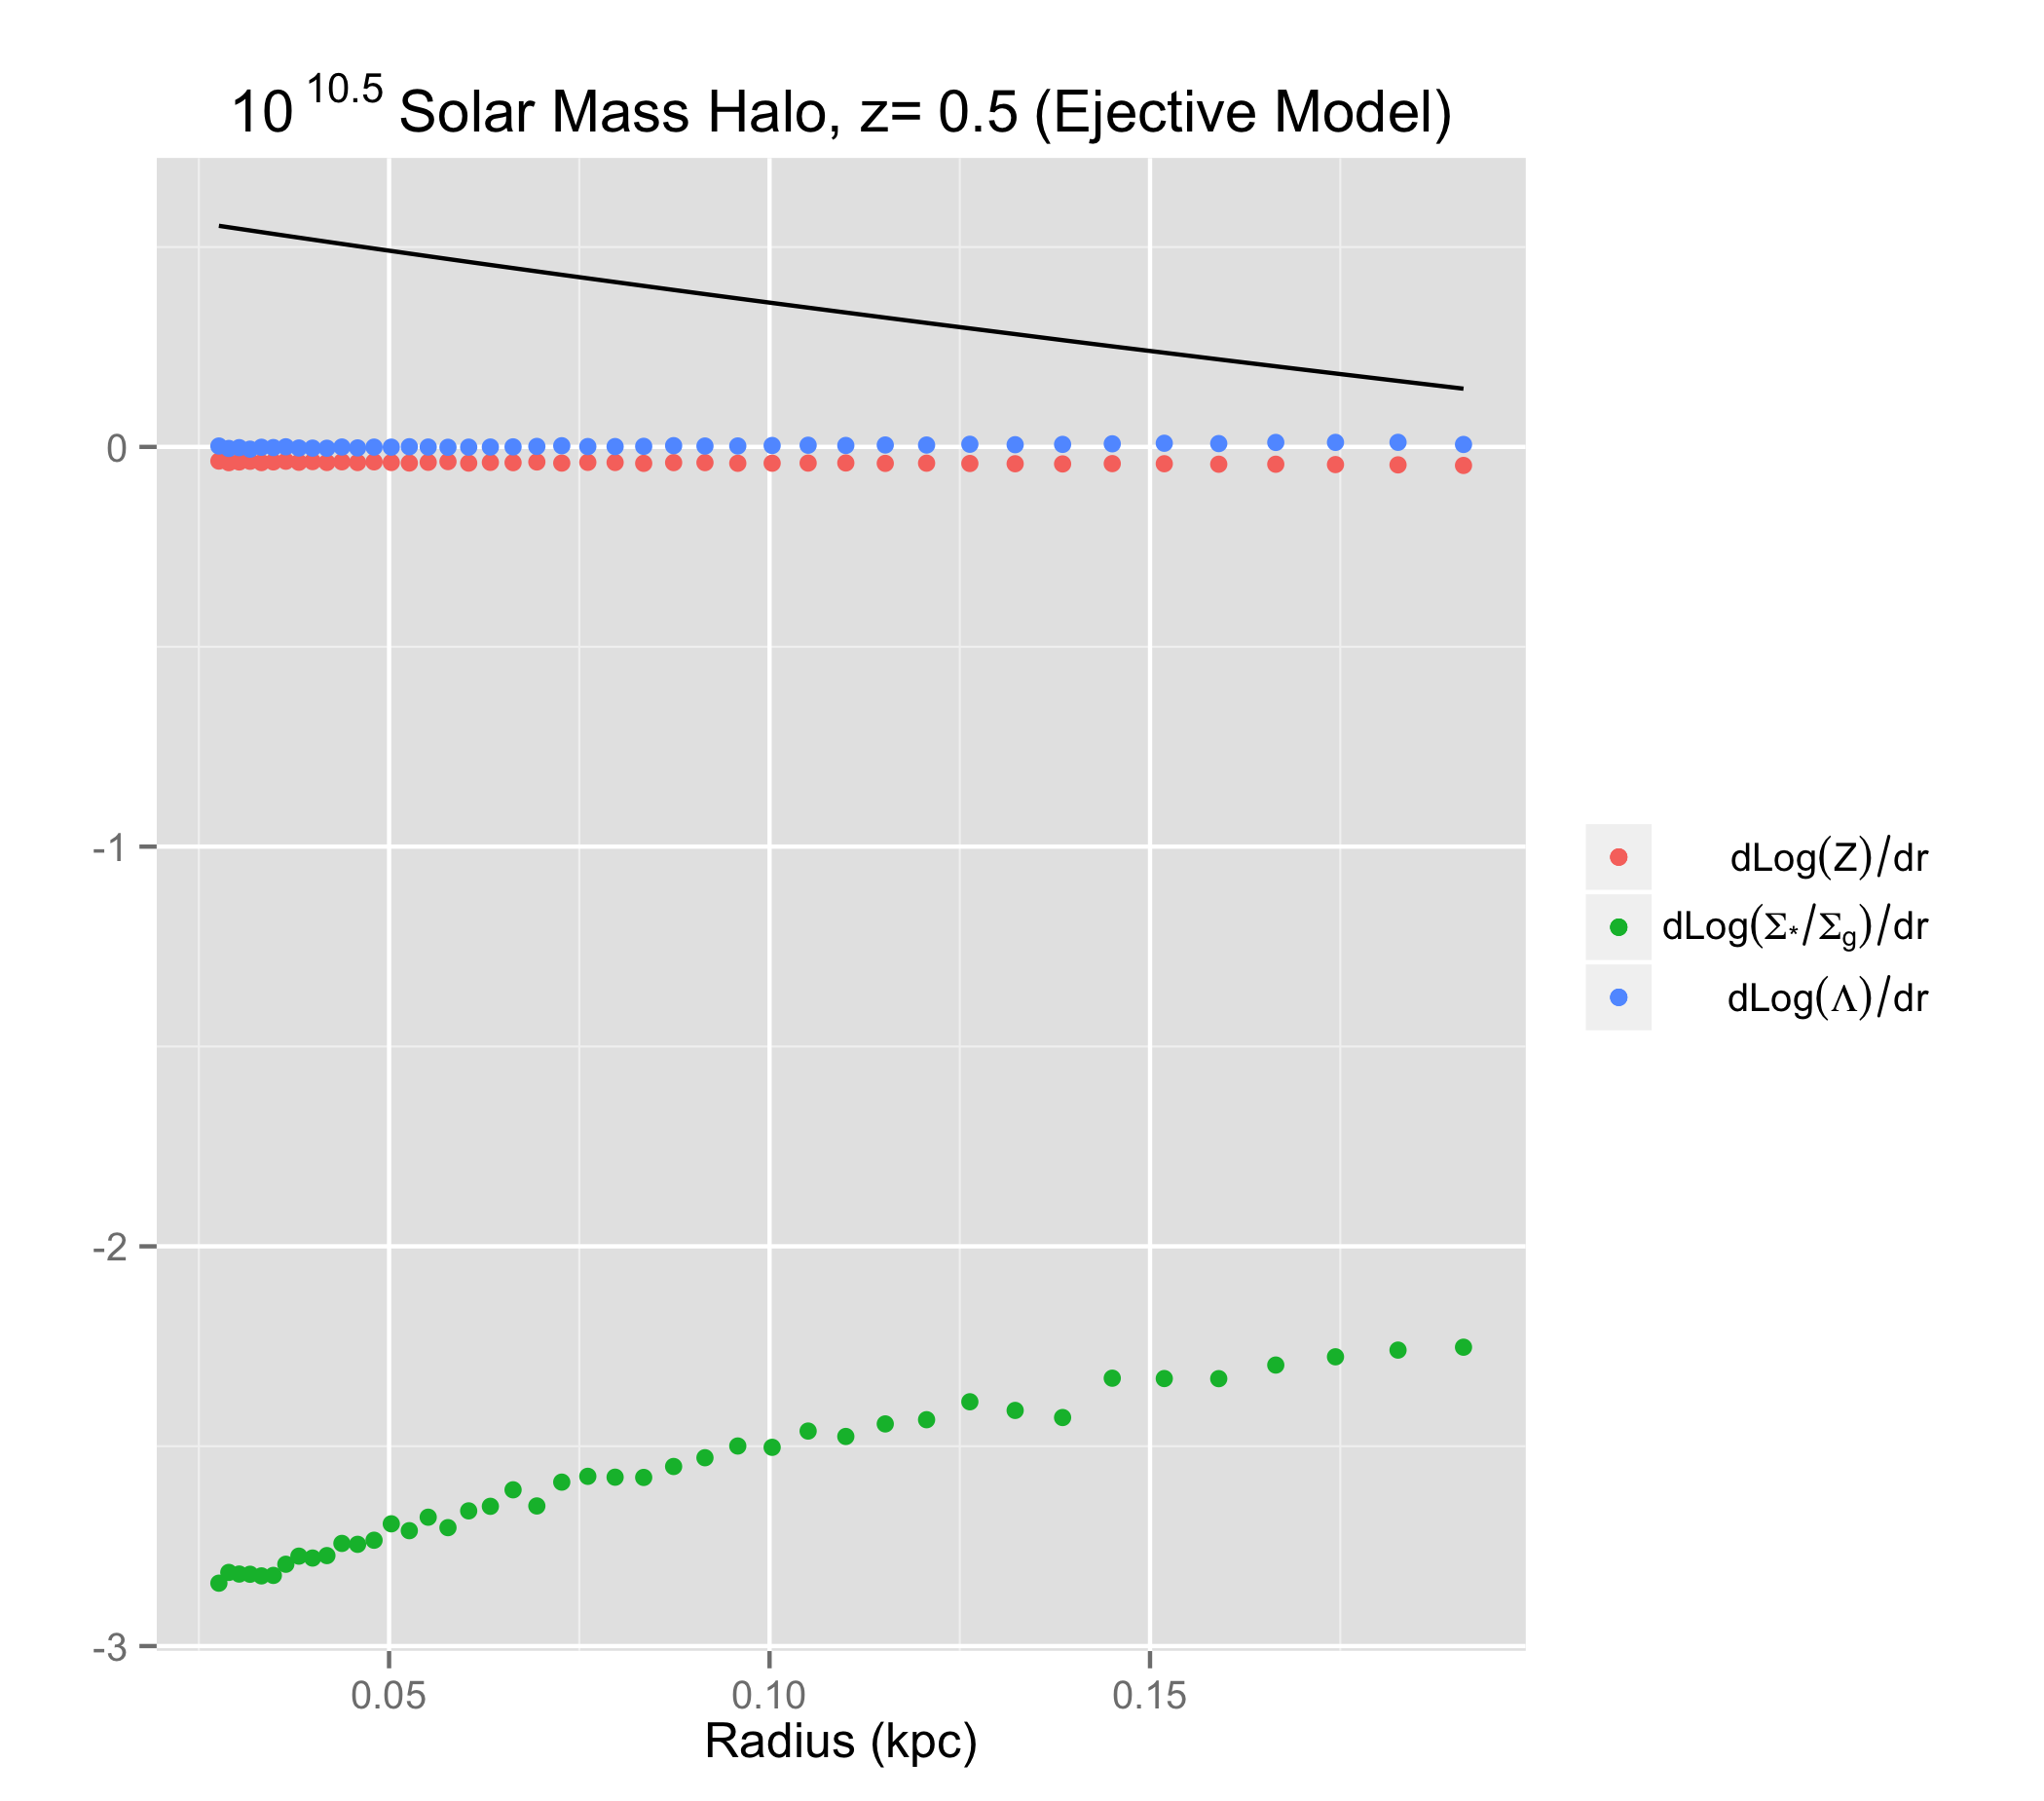 10^10.5 Solar Mass Halo, z= 0.5 (Ejective Model)
0
-1
-2
-3
0.05 0.10 0.15
Radius (kpc)
dLog(Z)/dr
dLog(Σ*/Σg)/dr
dLog(Λ)/dr